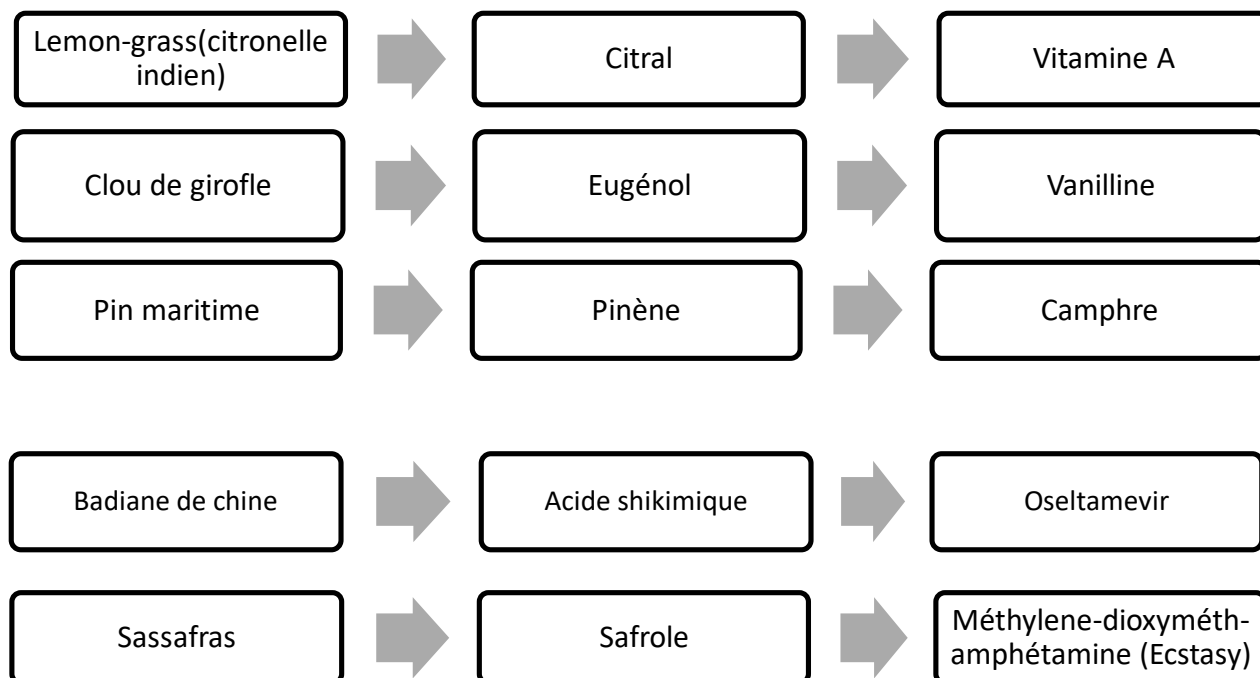 Lemon-grass(citronelle
indien)
Citral
Vitamine A
Clou de girofle
Eugénol
Vanilline
Pin maritime
Pinène
Camphre
Badiane de chine
Acide shikimique
Oseltamevir
Sassafras
Safrole
Méthylene-dioxyméth-
amphétamine (Ecstasy)